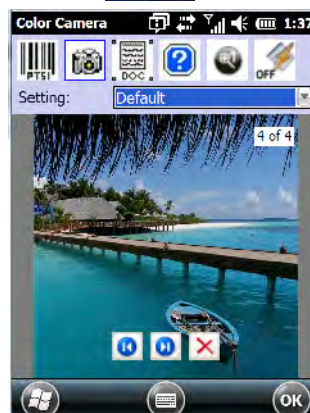 Color Camera 1:37
PTSI DOC OFF
Setting: Default
4 of 4
OK